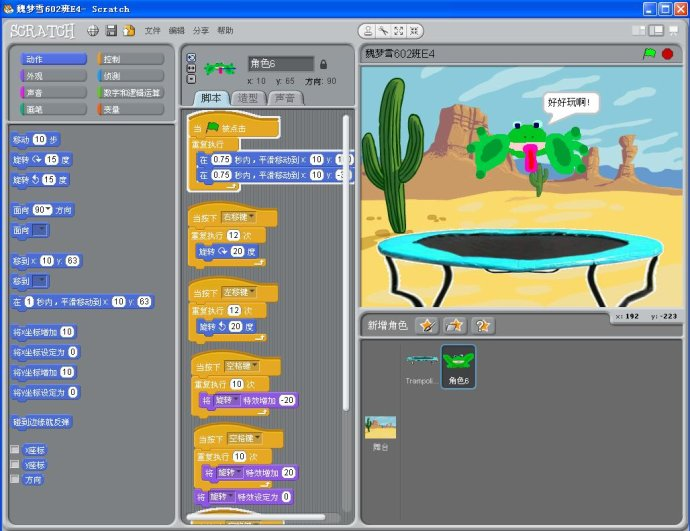 魏梦雪602班E4- Scratch
SCRATCH
文件 编辑 分享 帮助
动作 控制
外观 侦测
声音 数字和逻辑运算
画笔 变量
移动 10 步
旋转 15 度
旋转 15 度
面向 90 方向
面向
移到 x: 10 y: 63
移到
在 1 秒内，平滑移动到 x: 10 y: 63
将x坐标增加 10
将x坐标设定为 0
将y坐标增加 10
将y坐标设定为 0
碰到边缘就反弹
x座标
y座标
方向
角色6
x: 10 y: 65 方向: 90
脚本 造型 声音
当 被点击
重复执行
在 0.75 秒内，平滑移动到 x: 10 y:
在 0.75 秒内，平滑移动到 x: 10 y:
当按下 右移键
重复执行 12 次
旋转 20 度
当按下 左移键
重复执行 12 次
旋转 20 度
当按下 空格键
重复执行 10 次
将 旋转 特效增加 -20
当按下 空格键
重复执行 10 次
将 旋转 特效增加 20
将 旋转 特效设定为 0
魏梦雪602班E4
好好玩啊！
x: 192 y: -223
新增角色
Trampoli...
角色6
舞台